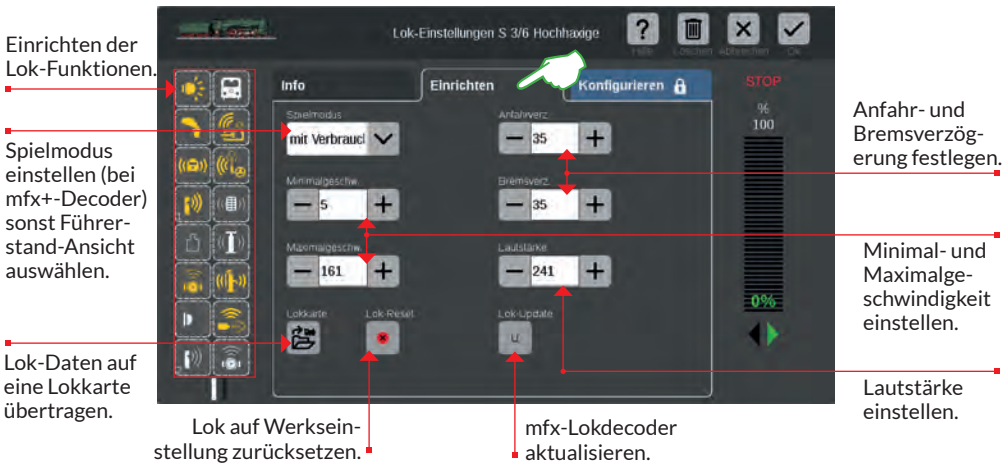 Lok-Einstellungen S 3/6 Hochhaxige
?
Hilfe
Löschen
Abbrechen
Ok
Einrichten der
Lok-Funktionen.
Spielmodus
einstellen (bei
mfx+-Decoder)
sonst Führer-
stand-Ansicht
auswählen.
Lok-Daten auf
eine Lokkarte
übertragen.
Info
EInrichten
Konfigurieren
Spielmodus
mit Verbrauc
Anfahrverz.
35
Minimalgeschw.
5
Bremsverz.
35
Maximalgeschw.
161
Lautstärke
241
Lokkarte
Lok-Reset
Lok-Update
STOP
%
100
0%
Anfahr- und
Bremsverzög-
erung festlegen.
Minimal- und
Maximalge-
schwindigkeit
einstellen.
Lautstärke
einstellen.
Lok auf Werksein-
stellung zurücksetzen.
mfx-Lokdecoder
aktualisieren.